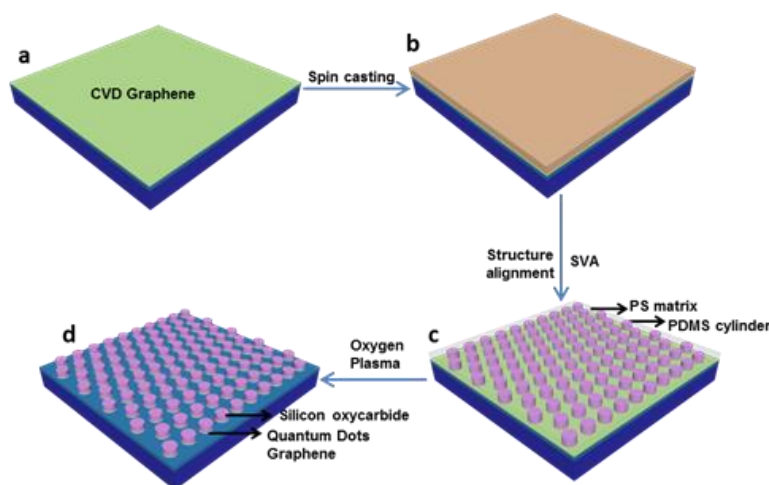 a
CVD Graphene
Spin casting
b
Structure
alignment
SVA
PS matrix
PDMS cylinder
c
Oxygen
Plasma
d
Silicon oxycarbide
Quantum Dots
Graphene